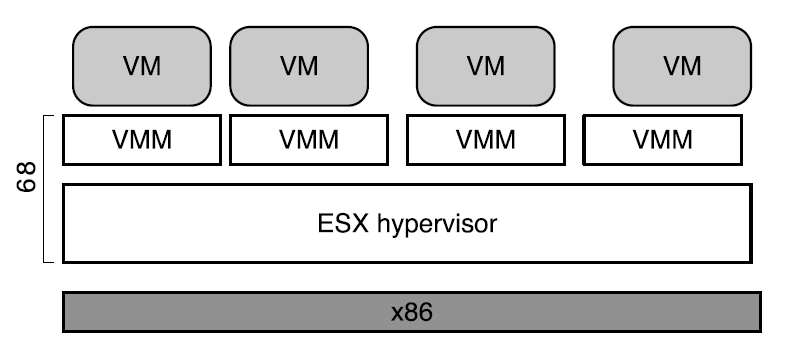 VM VM VM VM
VMM VMM VMM VMM
68
ESX hypervisor
x86